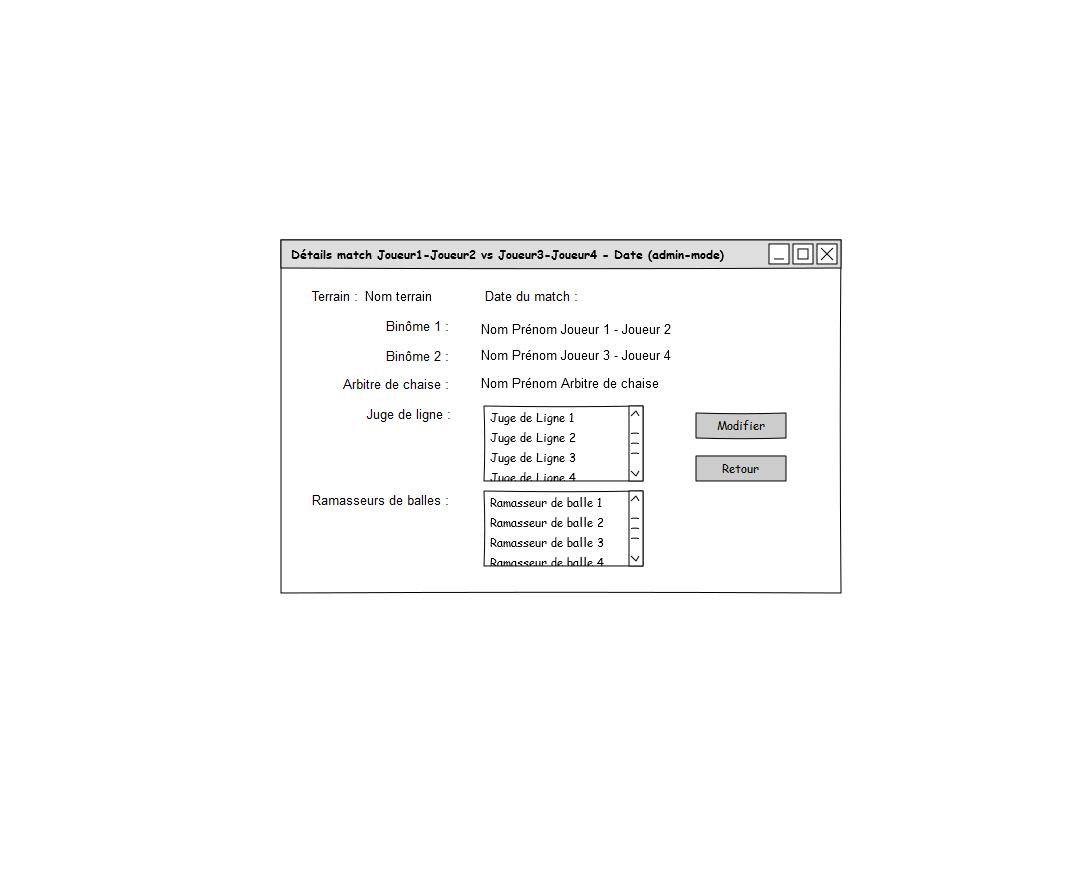 Détails match Joueur1-Joueur2 vs Joueur3-Joueur4 - Date (admin-mode)
Terrain : Nom terrain Date du match :
Binôme 1 : Nom Prénom Joueur 1 - Joueur 2
Binôme 2 : Nom Prénom Joueur 3 - Joueur 4
Arbitre de chaise : Nom Prénom Arbitre de chaise
Juge de ligne : Juge de Ligne 1
Modifier
Juge de Ligne 2
Juge de Ligne 3
Retour
Juge de Ligne 4
Ramasseurs de balles : Ramasseur de balle 1
Ramasseur de balle 2
Ramasseur de balle 3
Ramasseur de balle 4